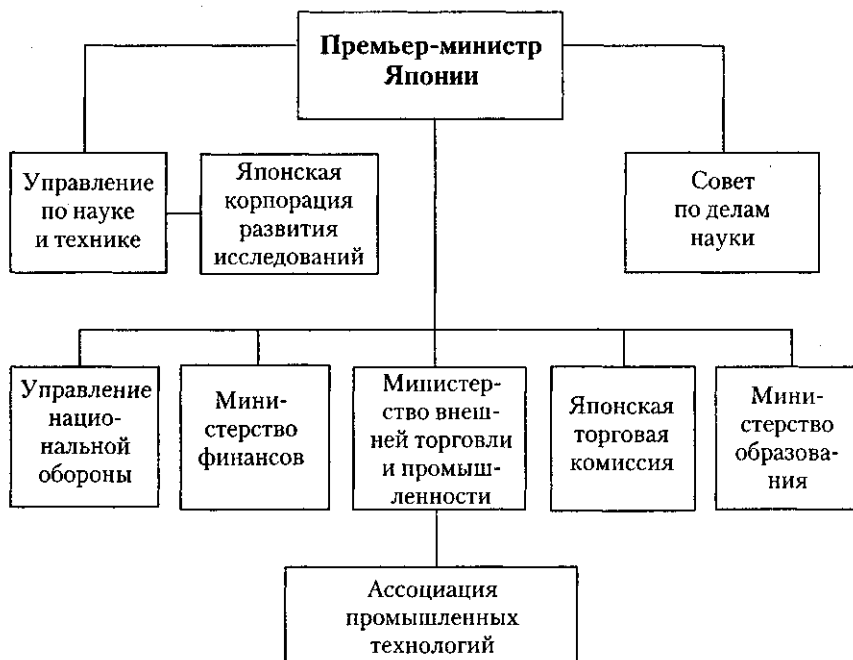 Премьер-министр
Японии
Управление
по науке
и технике
Японская
корпорация
развития
исследований
Совет
по делам
науки
Управление
нацио-
нальной
обороны
Мини-
стерство
финансов
Министер-
ство внеш-
ней торговли
и промыш-
ленности
Японская
торговая
комиссия
Мини-
стерство
образова-
ния
Ассоциация
промышленных
технологий